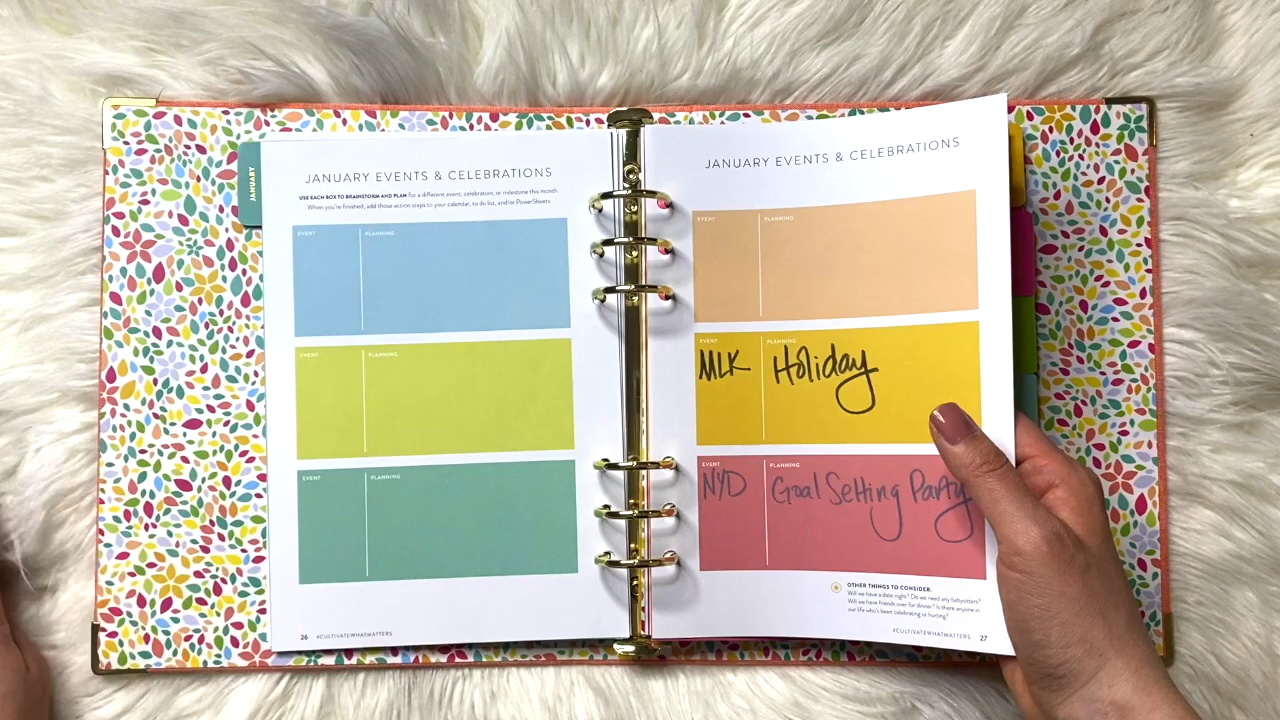 JANUARY
JANUARY EVENTS & CELEBRATIONS
USE EACH BOX TO BRAINSTORM AND PLAN for a different event, celebration, or milestone this month.
When you're finished, add those action steps to your calendar, to do list, and/or PowerSheets.
EVENT PLANNING
EVENT PLANNING
EVENT PLANNING
26 #CULTIVATEWHATMATTERS
JANUARY EVENTS & CELEBRATIONS
EVENT PLANNING
EVENT PLANNING
MLK Holiday
EVENT PLANNING
NYD Goal Setting Party
OTHER THINGS TO CONSIDER:
Will we have a date night? Do we need any babysitters?
Will we have friends over for dinner? Is there anyone in
our life who's been celebrating or hurting?
#CULTIVATEWHATMATTERS 27